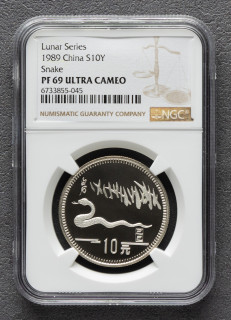 Lunar Series
1989 China S10Y
Snake
PF 69 ULTRA CAMEO
6733855-045
NUMISMATIC GUARANTY COMPANY
NGC
10元